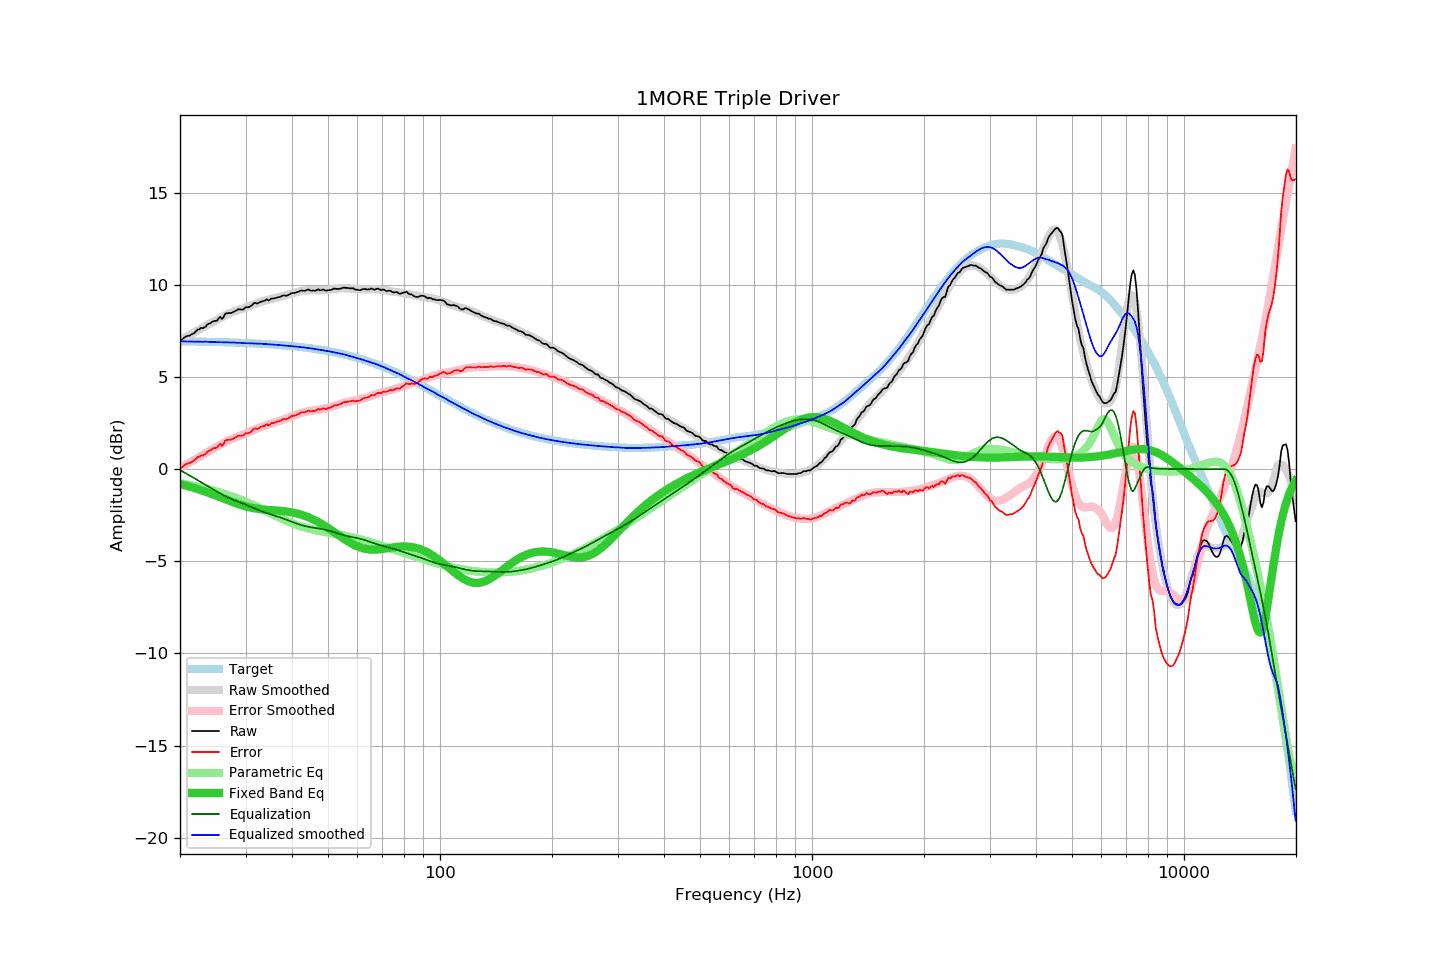 1MORE Triple Driver
Amplitude (dBr)
15
10
5
0
−5
−10
−15
−20
Target
Raw Smoothed
Error Smoothed
Raw
Error
Parametric Eq
Fixed Band Eq
Equalization
Equalized smoothed
100
1000
10000
Frequency (Hz)